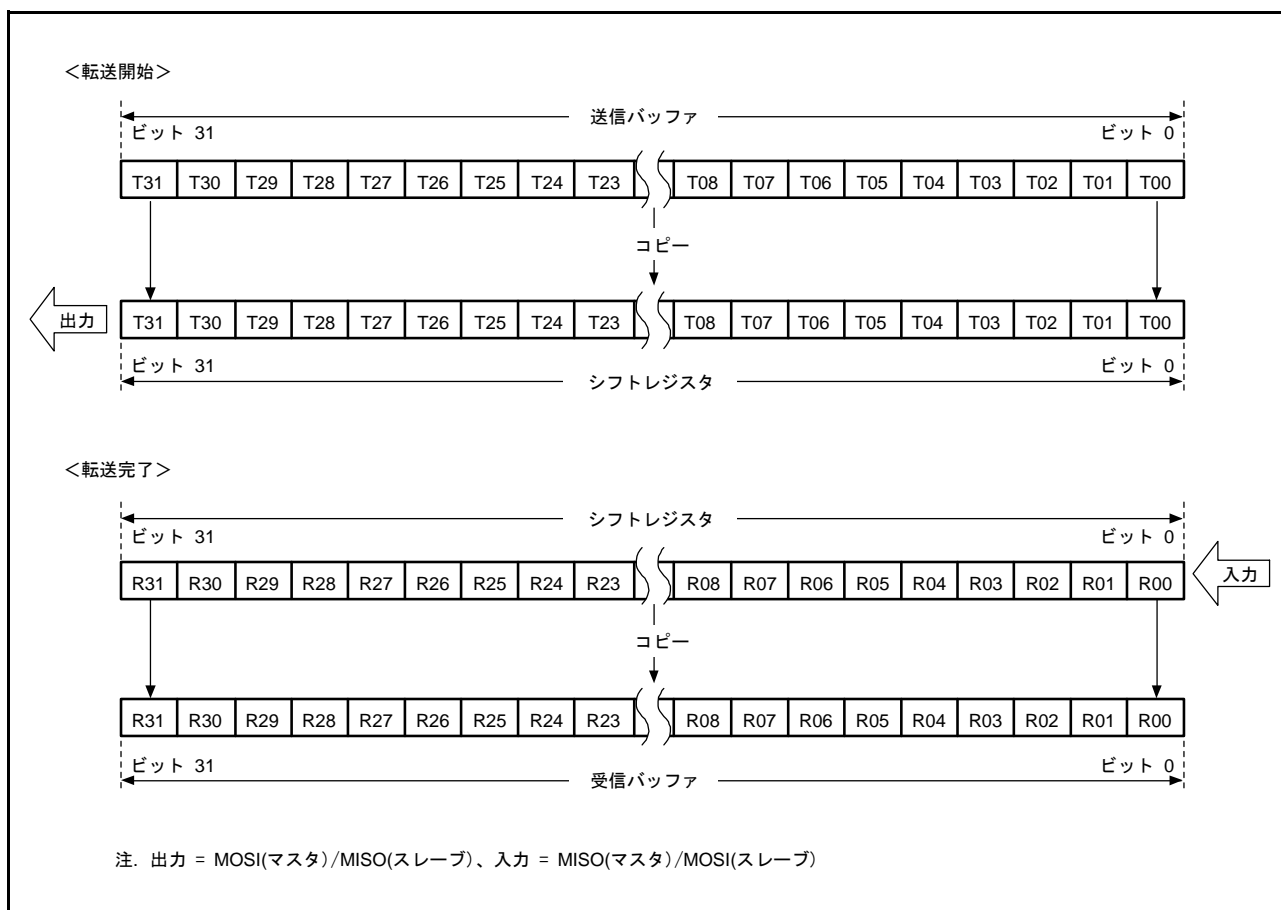 ＜転送開始＞
送信バッファ
ビット 31 ビット 0
T31 T30 T29 T28 T27 T26 T25 T24 T23 T08 T07 T06 T05 T04 T03 T02 T01 T00
コピー
出力 T31 T30 T29 T28 T27 T26 T25 T24 T23 T08 T07 T06 T05 T04 T03 T02 T01 T00
ビット 31 ビット 0
シフトレジスタ
＜転送完了＞
シフトレジスタ
ビット 31 ビット 0
R31 R30 R29 R28 R27 R26 R25 R24 R23 R08 R07 R06 R05 R04 R03 R02 R01 R00 入力
コピー
R31 R30 R29 R28 R27 R26 R25 R24 R23 R08 R07 R06 R05 R04 R03 R02 R01 R00
ビット 31 ビット 0
受信バッファ
注. 出力 = MOSI(マスタ)/MISO(スレーブ)、入力 = MISO(マスタ)/MOSI(スレーブ)